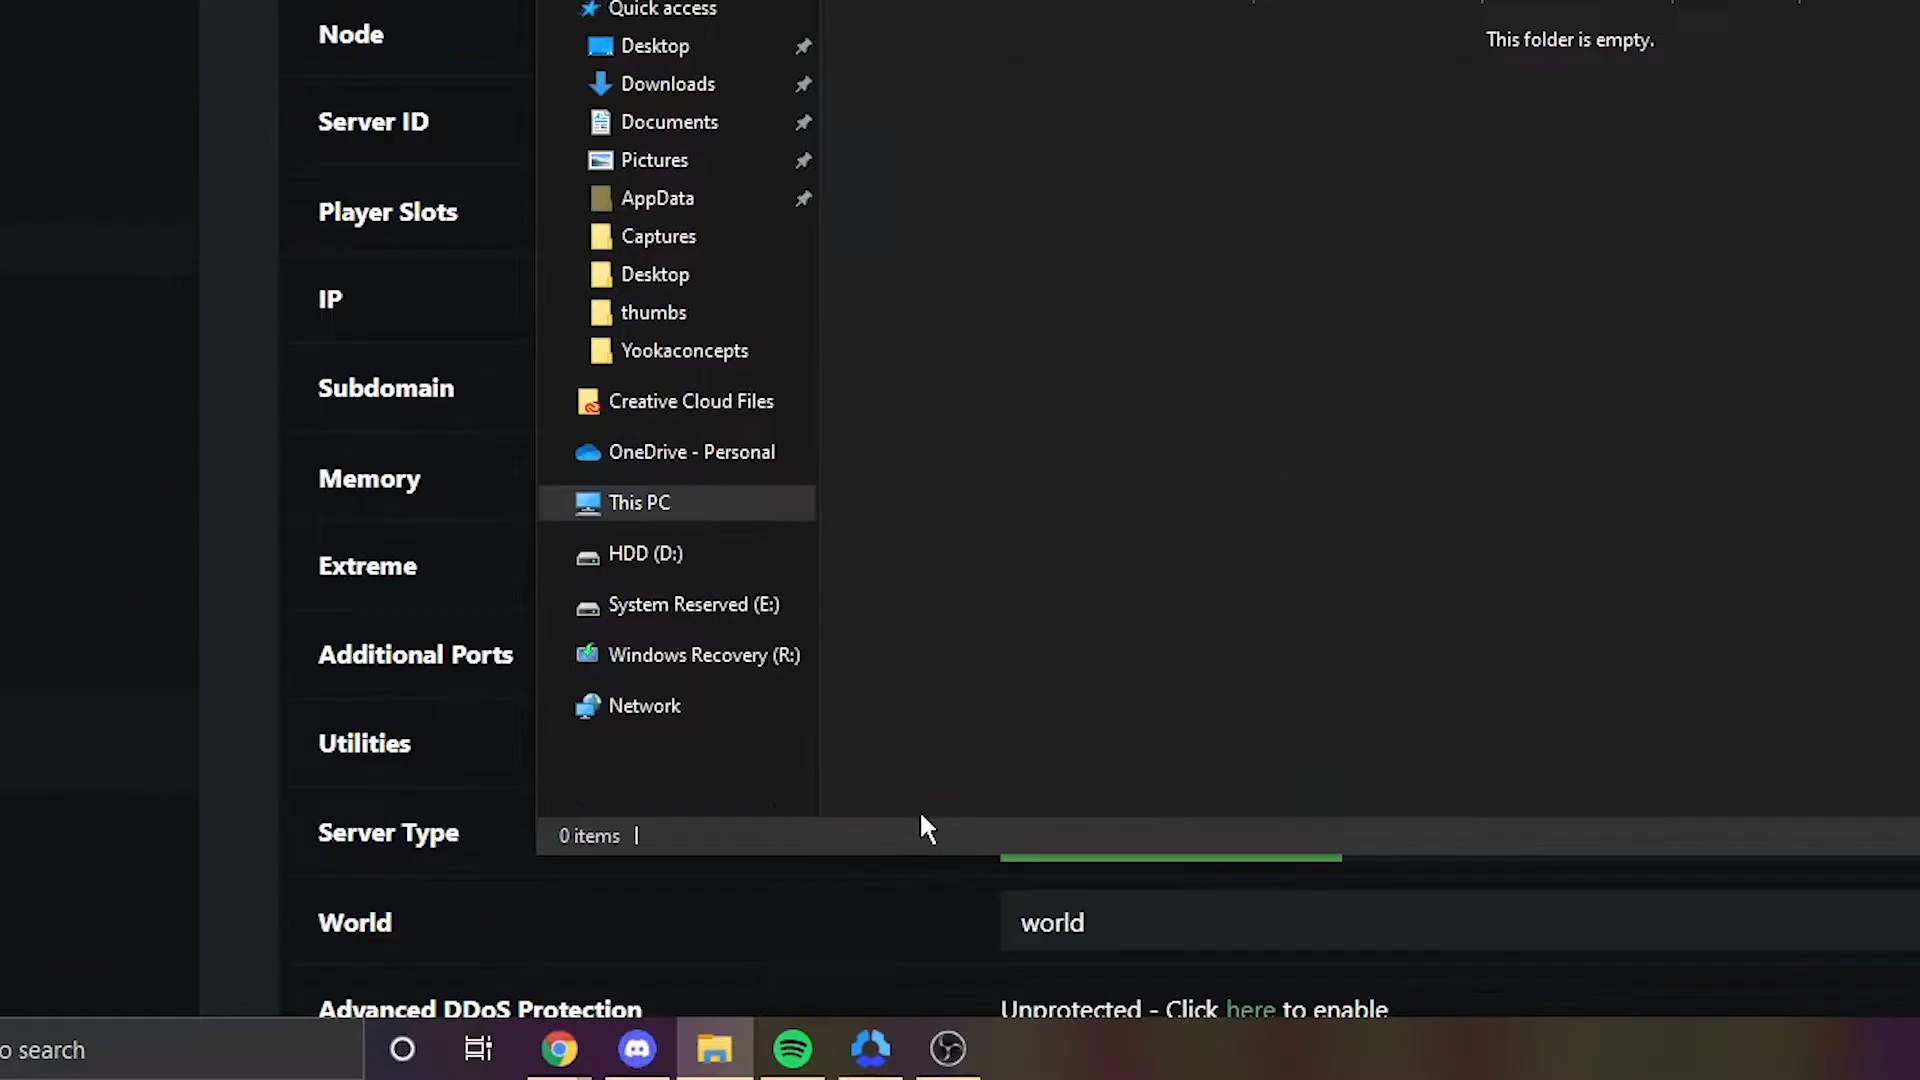 Node
Server ID
Player Slots
IP
Subdomain
Memory
Extreme
Additional Ports
Utilities
Server Type
World
Advanced DDoS Protection
Quick access
Desktop
Downloads
Documents
Pictures
AppData
Captures
Desktop
thumbs
Yookaconcepts
Creative Cloud Files
OneDrive - Personal
This PC
HDD (D:)
System Reserved (E:)
Windows Recovery (R:)
Network
0 items
This folder is empty.
world
Unprotected - Click here to enable
o search